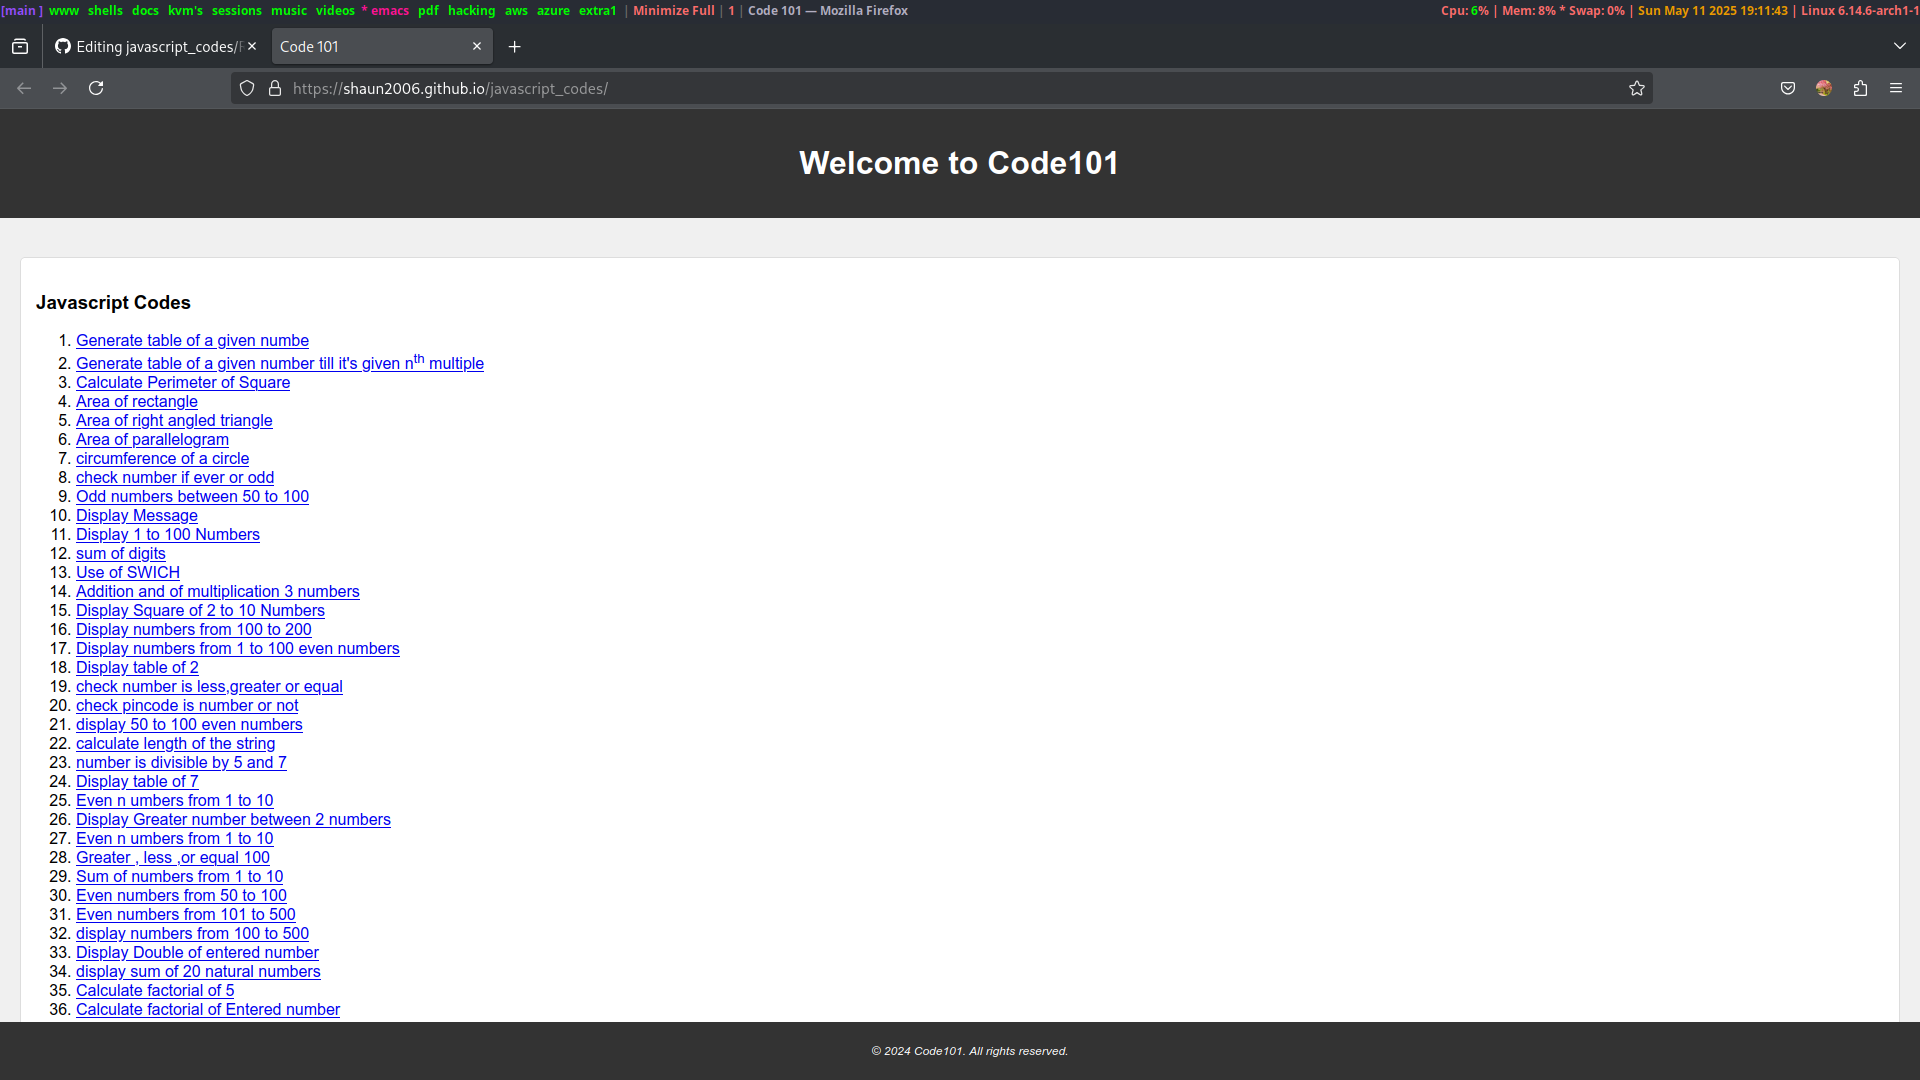 [main ] www shells docs kvm's sessions music videos * emacs pdf hacking aws azure extra1 | Minimize Full | 1 | Code 101 — Mozilla Firefox Cpu: 6% | Mem: 8% * Swap: 0% | Sun May 11 2025 19:11:43 | Linux 6.14.6-arch1-1
Editing javascript_codes/ Code 101
https://shaun2006.github.io/javascript_codes/
Welcome to Code101
Javascript Codes
1. Generate table of a given numbe
2. Generate table of a given number till it's given nth multiple
3. Calculate Perimeter of Square
4. Area of rectangle
5. Area of right angled triangle
6. Area of parallelogram
7. circumference of a circle
8. check number if ever or odd
9. Odd numbers between 50 to 100
10. Display Message
11. Display 1 to 100 Numbers
12. sum of digits
13. Use of SWICH
14. Addition and of multiplication 3 numbers
15. Display Square of 2 to 10 Numbers
16. Display numbers from 100 to 200
17. Display numbers from 1 to 100 even numbers
18. Display table of 2
19. check number is less,greater or equal
20. check pincode is number or not
21. display 50 to 100 even numbers
22. calculate length of the string
23. number is divisible by 5 and 7
24. Display table of 7
25. Even n umbers from 1 to 10
26. Display Greater number between 2 numbers
27. Even n umbers from 1 to 10
28. Greater , less ,or equal 100
29. Sum of numbers from 1 to 10
30. Even numbers from 50 to 100
31. Even numbers from 101 to 500
32. display numbers from 100 to 500
33. Display Double of entered number
34. display sum of 20 natural numbers
35. Calculate factorial of 5
36. Calculate factorial of Entered number
© 2024 Code101. All rights reserved.